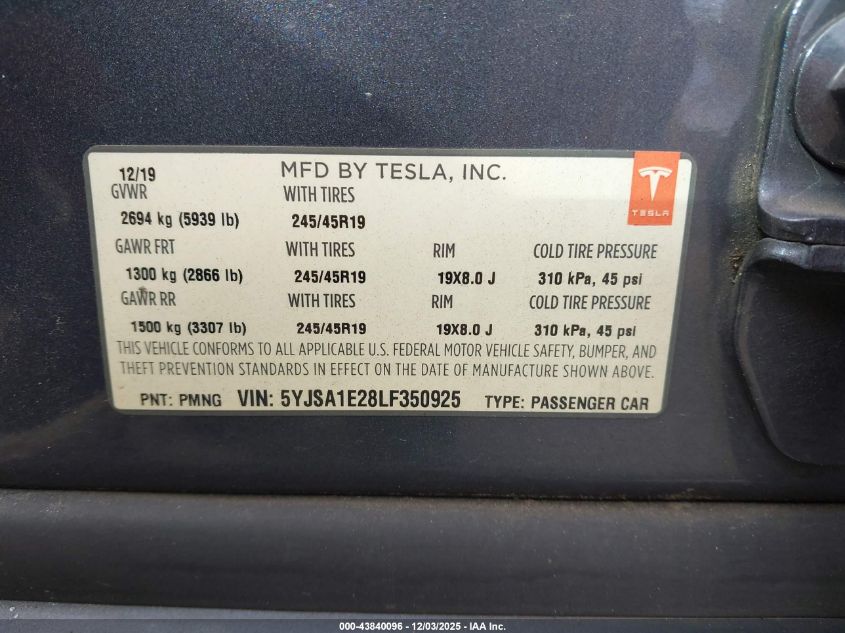 12/19 MFD BY TESLA, INC.
GVWR WITH TIRES
2694 kg (5939 lb) 245/45R19
TESLA
GAWR FRT WITH TIRES RIM COLD TIRE PRESSURE
1300 kg (2866 lb) 245/45R19 19X8.0 J 310 kPa, 45 psi
GAWR RR WITH TIRES RIM COLD TIRE PRESSURE
1500 kg (3307 lb) 245/45R19 19X8.0 J 310 kPa, 45 psi
THIS VEHICLE CONFORMS TO ALL APPLICABLE U.S. FEDERAL MOTOR VEHICLE SAFETY, BUMPER, AND
THEFT PREVENTION STANDARDS IN EFFECT ON THE DATE OF MANUFACTURE SHOWN ABOVE.
PNT: PMNG VIN: 5YJSA1E28LF350925 TYPE: PASSENGER CAR
000-43840096 - 12/03/2025 - IAA Inc.